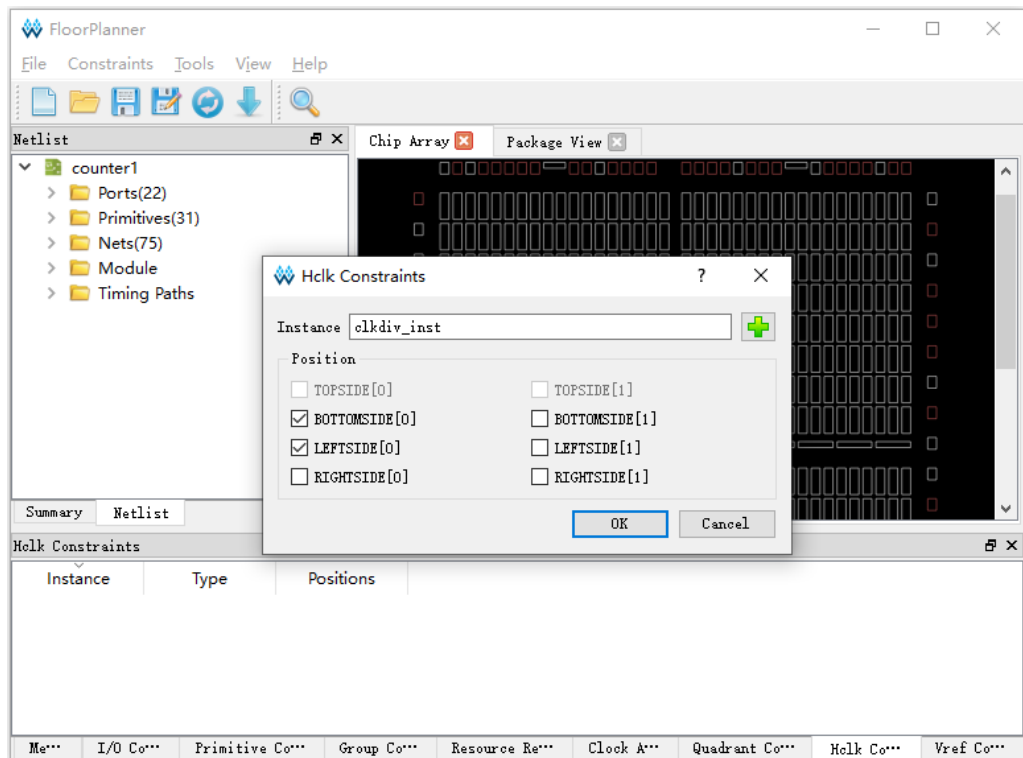 FloorPlanner
File Constraints Tools View Help
Netlist
Chip Array Package View
counter1
Ports(22)
Primitives(31)
Nets(75)
Module
Timing Paths
Hclk Constraints ?
Instance clkdiv_inst
Position
TOPSIDE[0] TOPSIDE[1]
BOTTOMSIDE[0] BOTTOMSIDE[1]
LEFTSIDE[0] LEFTSIDE[1]
RIGHTSIDE[0] RIGHTSIDE[1]
OK Cancel
Summary Netlist
Hclk Constraints
Instance Type Positions
Me··· I/O Co··· Primitive Co··· Group Co··· Resource Re··· Clock A··· Quadrant Co··· Hclk Co··· Vref Co···